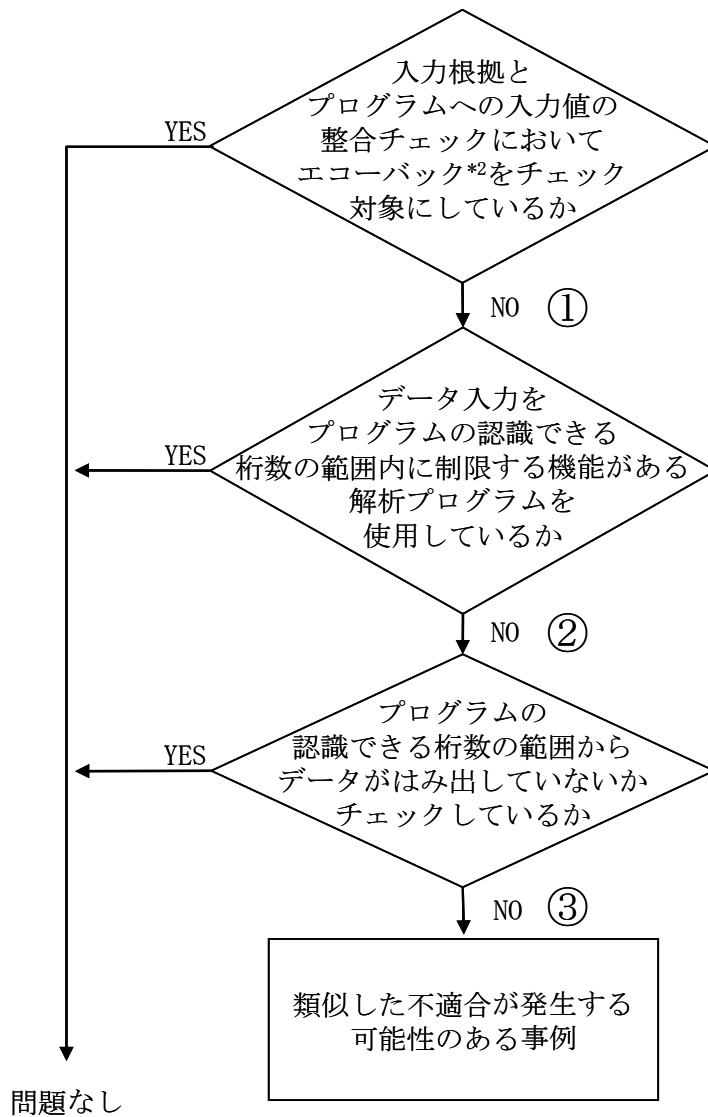 入力根拠と
プログラムへの入力値の
整合チェックにおいて
エコーバック*2をチェック
対象にしているか
YES
NO ①
データ入力を
プログラムの認識できる
桁数の範囲内に制限する機能がある
解析プログラムを
使用しているか
YES
NO ②
プログラムの
認識できる桁数の範囲から
データがはみ出していないか
チェックしているか
YES
NO ③
類似した不適合が発生する
可能性のある事例
問題なし